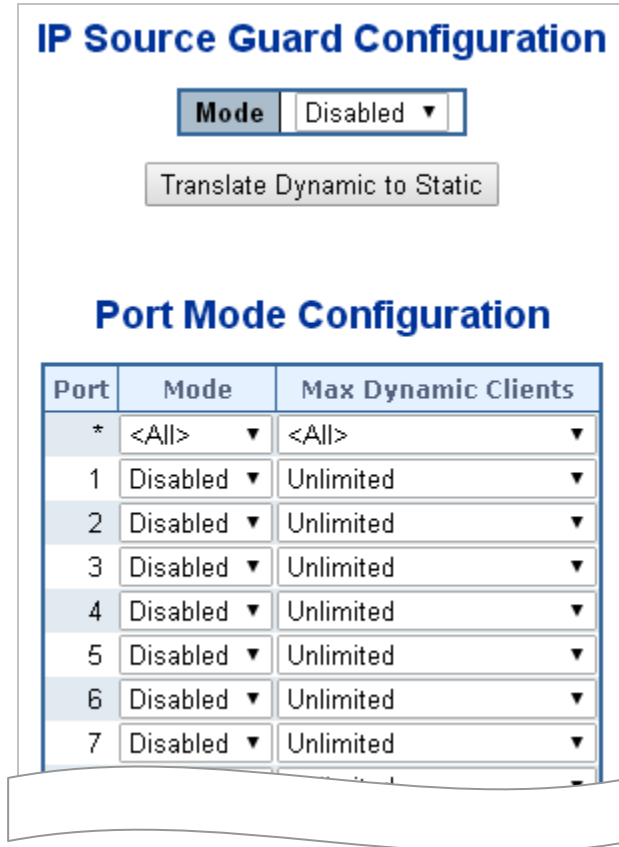 IP Source Guard Configuration
Mode Disabled
Translate Dynamic to Static
Port Mode Configuration
Port Mode Max Dynamic Clients
* <All> <All>
1 Disabled Unlimited
2 Disabled Unlimited
3 Disabled Unlimited
4 Disabled Unlimited
5 Disabled Unlimited
6 Disabled Unlimited
7 Disabled Unlimited